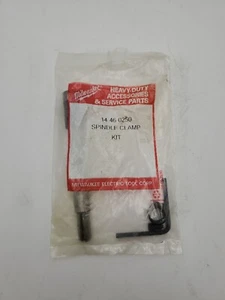 Milwaukee
HEAVY-DUTY
ACCESSORIES
& SERVICE PARTS
SPINDLE CLAMP
KIT
MILWAUKEE ELECTRIC TOOL CORP.